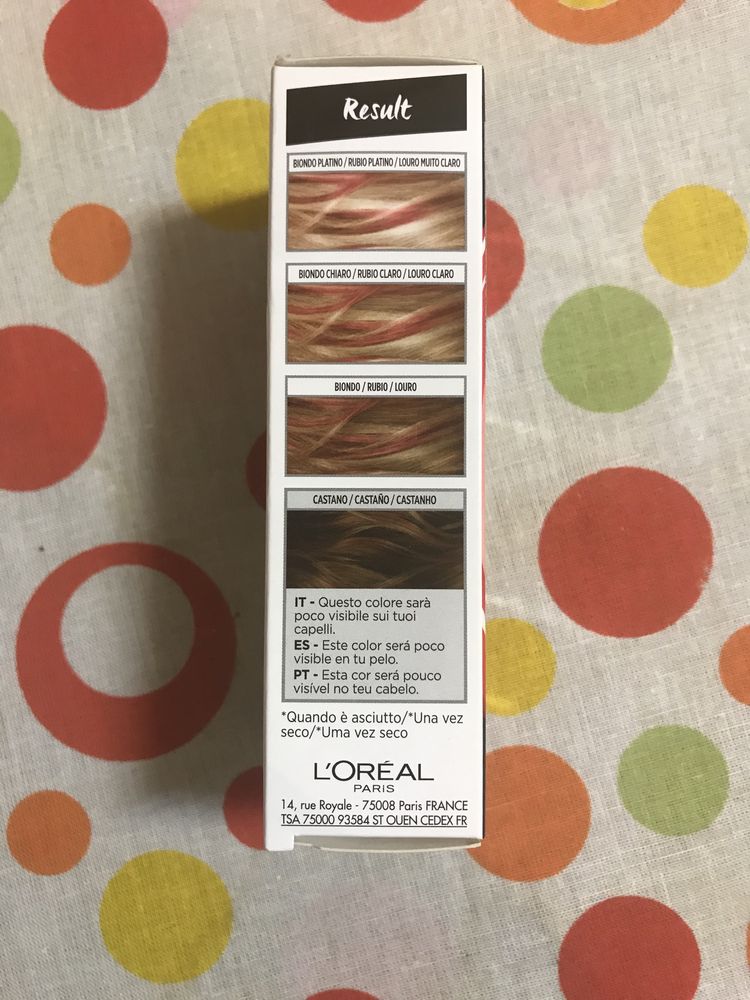 Result
BIONDO PLATINO / RUBIO PLATINO / LOURO MUITO CLARO
BIONDO CHIARO / RUBIO CLARO / LOURO CLARO
BIONDO / RUBIO / LOURO
CASTANO / CASTAÑO / CASTANHO
IT - Questo colore sarà
poco visibile sui tuoi
capelli.
ES - Este color será poco
visible en tu pelo.
PT - Esta cor será pouco
visível no teu cabelo.
*Quando è asciutto/*Una vez
seco/*Uma vez seco
L'ORÉAL
PARIS
14, rue Royale - 75008 Paris FRANCE
TSA 75000 93584 ST OUEN CEDEX FR